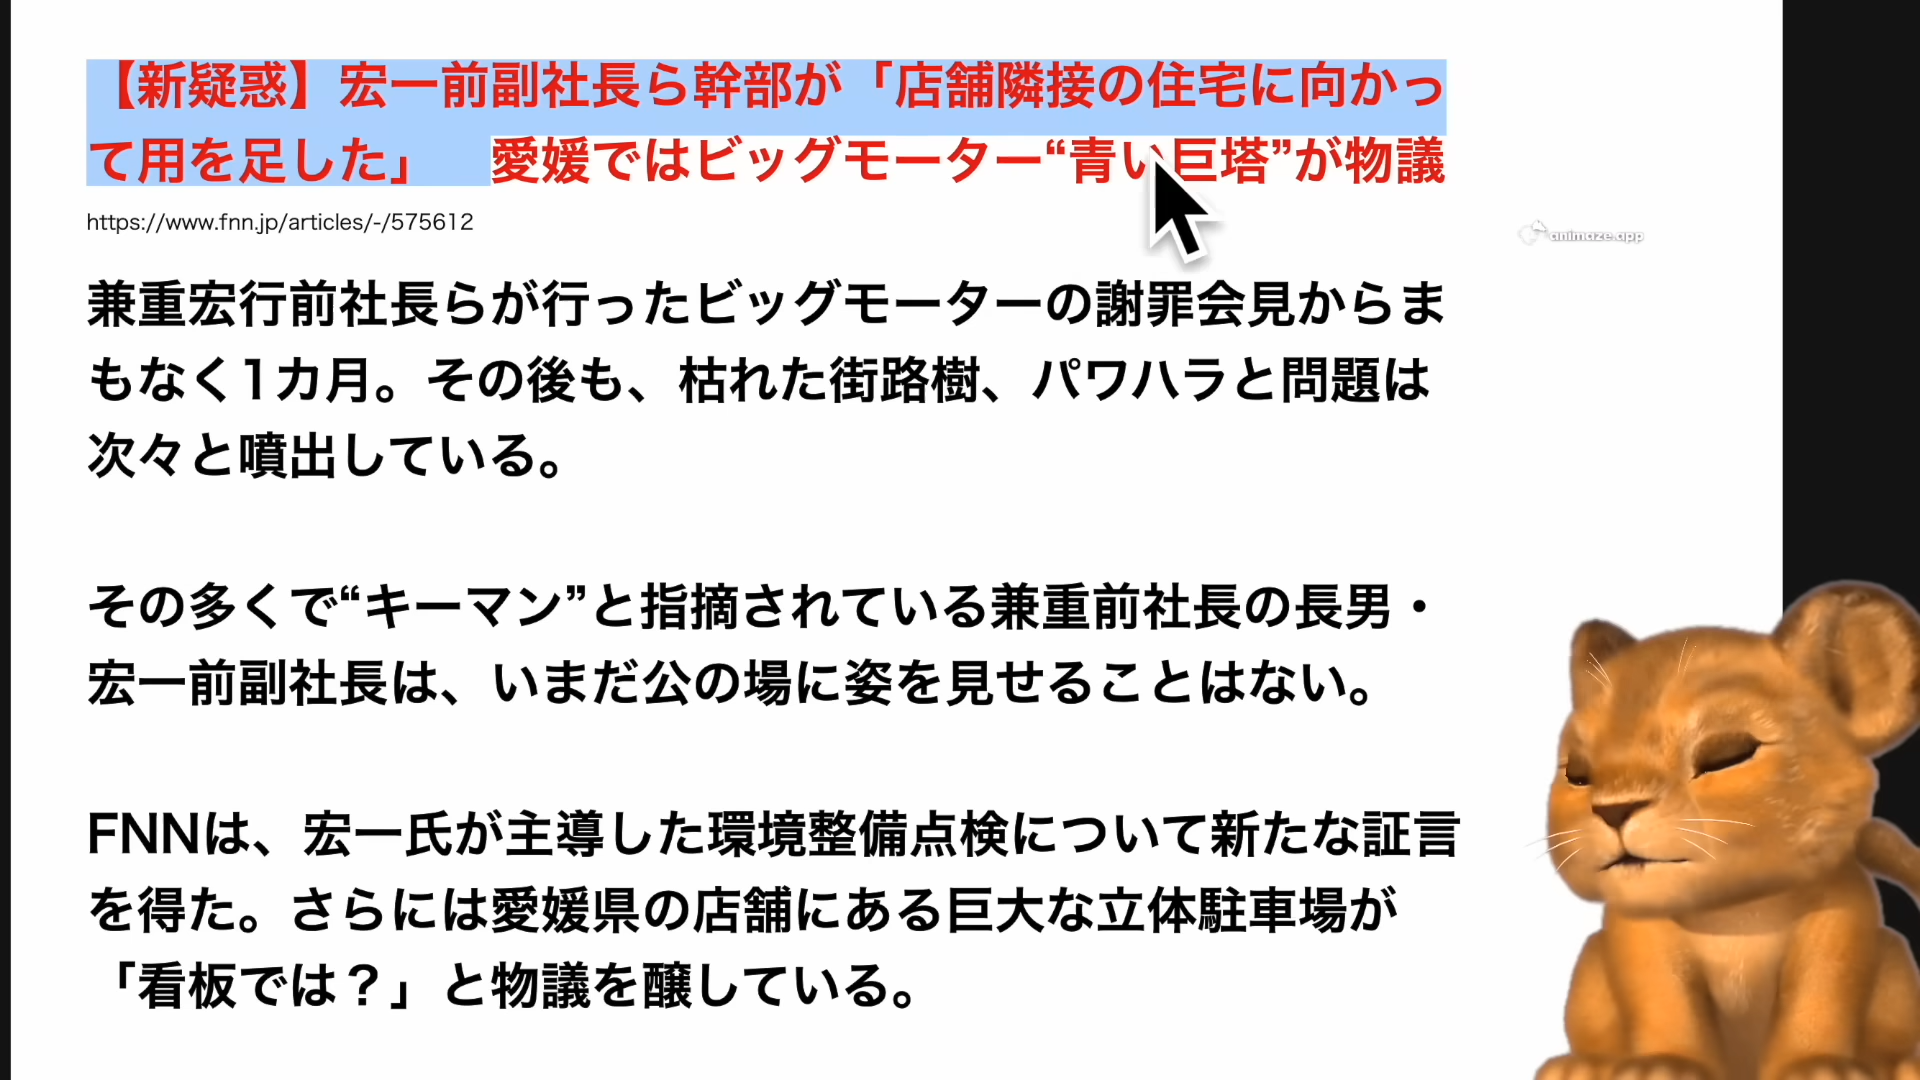 【新疑惑】宏一前副社長ら幹部が「店舗隣接の住宅に向かっ
て用を足した」　愛媛ではビッグモーター“青い巨塔”が物議
https://www.fnn.jp/articles/-/575612
animaze.app
兼重宏行前社長らが行ったビッグモーターの謝罪会見からま
もなく1カ月。その後も、枯れた街路樹、パワハラと問題は
次々と噴出している。
その多くで“キーマン”と指摘されている兼重前社長の長男・
宏一前副社長は、いまだ公の場に姿を見せることはない。
FNNは、宏一氏が主導した環境整備点検について新たな証言
を得た。さらには愛媛県の店舗にある巨大な立体駐車場が
「看板では？」と物議を醸している。